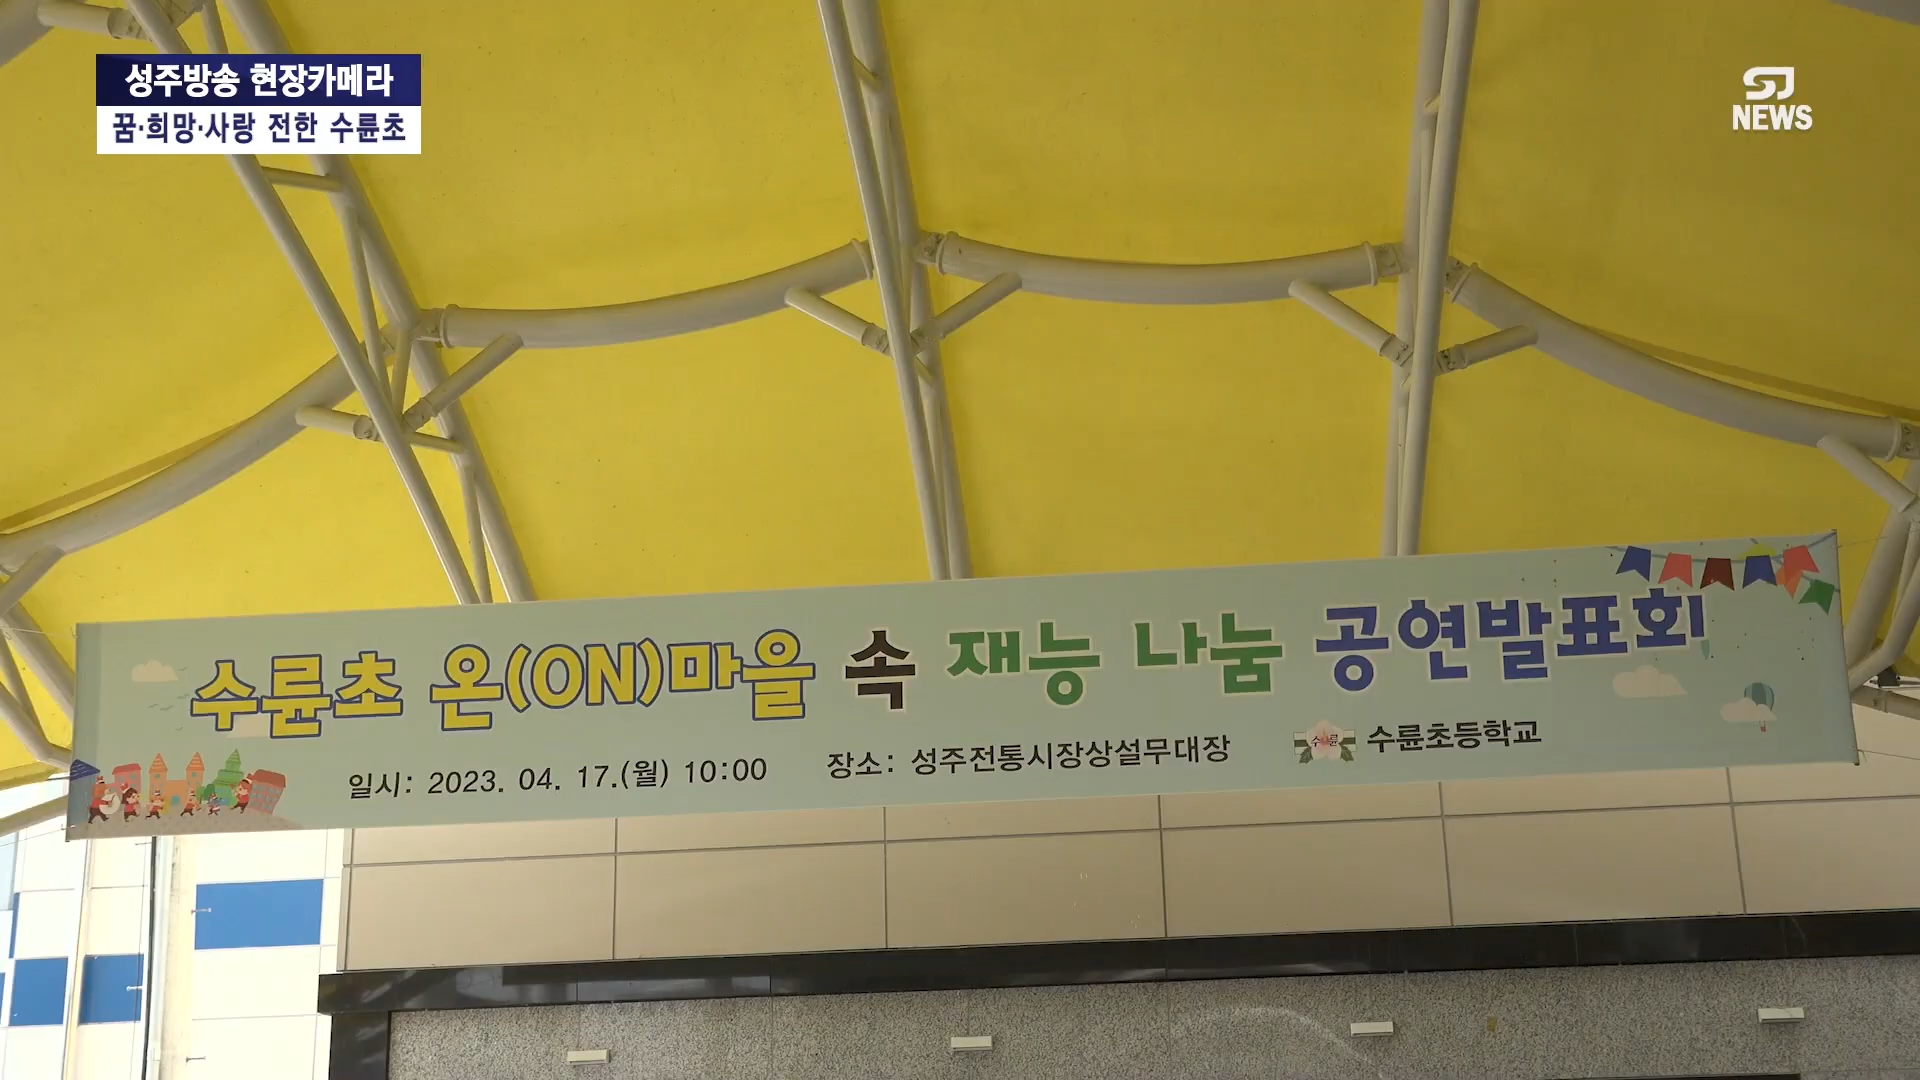 성주방송 현장카메라
꿈·희망·사랑 전한 수륜초
SJ
NEWS
수륜초 온(ON)마을 속 재능 나눔 공연발표회
일시: 2023. 04. 17.(월) 10:00 장소: 성주전통시장상설무대장 수륜 수륜초등학교